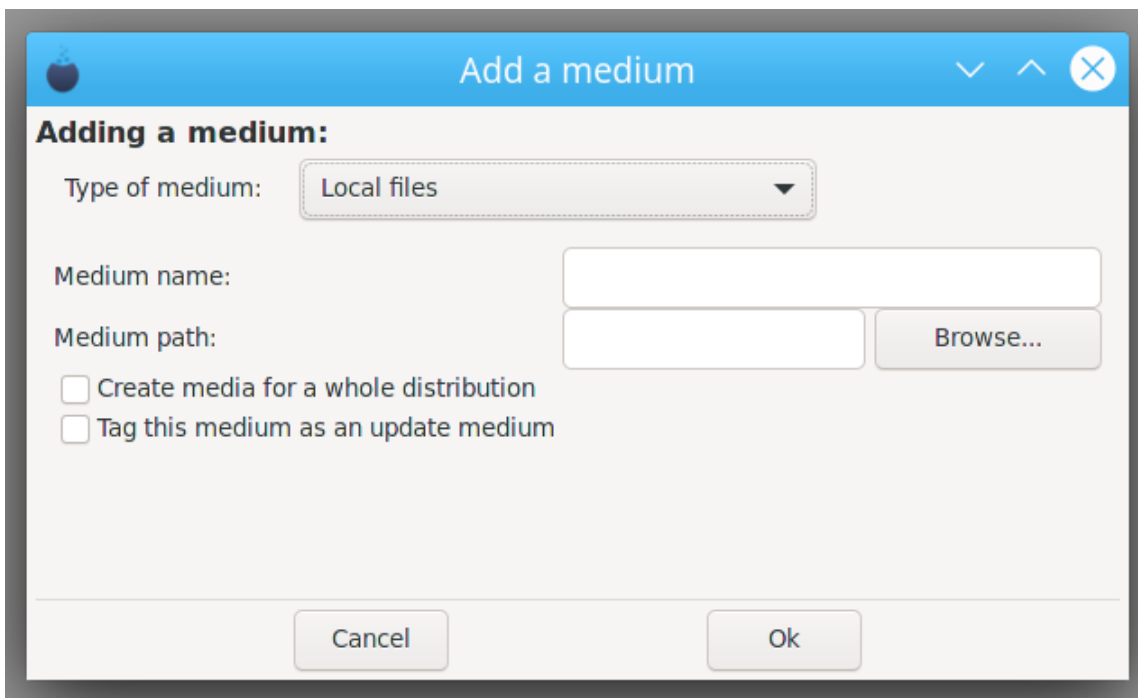 Add a medium
Adding a medium:
Type of medium: Local files
Medium name:
Medium path: Browse...
Create media for a whole distribution
Tag this medium as an update medium
Cancel Ok